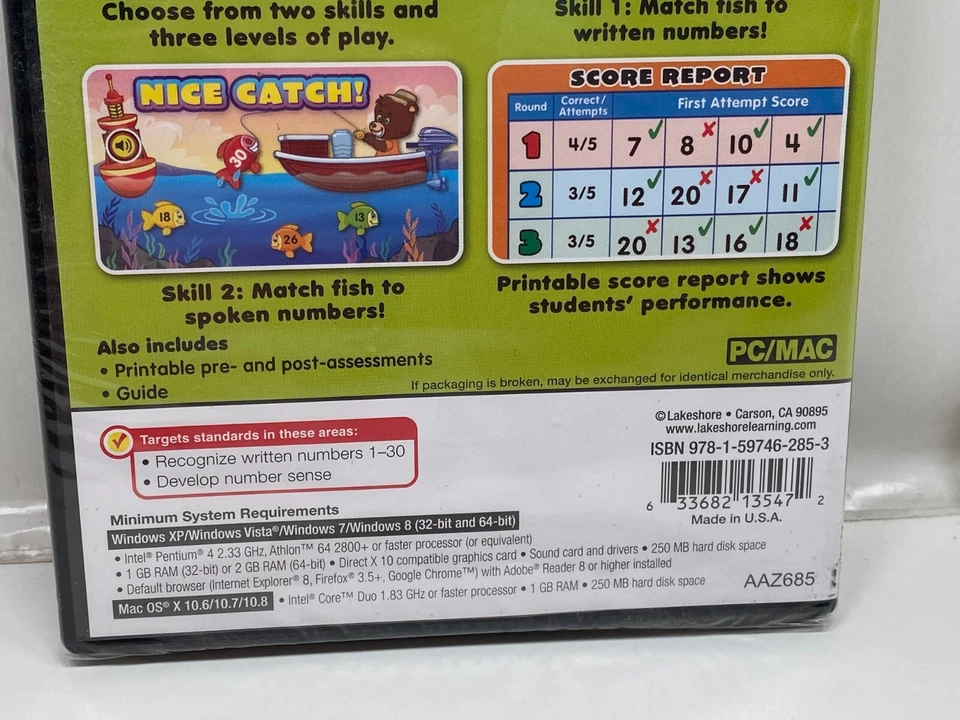 Choose from two skills and
three levels of play.
Skill 1: Match fish to
written numbers!
NICE CATCH!
30
18
26
13
Skill 2: Match fish to
spoken numbers!
SCORE REPORT
Round Correct/Attempts First Attempt Score
1 4/5 7 8 10 4
2 3/5 12 20 17 11
3 3/5 20 13 16 18
Printable score report shows
students' performance.
Also includes
• Printable pre- and post-assessments
• Guide
PC/MAC
If packaging is broken, may be exchanged for identical merchandise only.
Targets standards in these areas:
• Recognize written numbers 1–30
• Develop number sense
© Lakeshore • Carson, CA 90895
www.lakeshorelearning.com
ISBN 978-1-59746-285-3
6 33682 13547 2
Made in U.S.A.
Minimum System Requirements
Windows XP/Windows Vista®/Windows 7/Windows 8 (32-bit and 64-bit)
• Intel® Pentium® 4 2.33 GHz, Athlon™ 64 2800+ or faster processor (or equivalent)
• 1 GB RAM (32-bit) or 2 GB RAM (64-bit) • Direct X 10 compatible graphics card • Sound card and drivers • 250 MB hard disk space
• Default browser (Internet Explorer® 8, Firefox® 3.5+, Google Chrome™) with Adobe® Reader 8 or higher installed
Mac OS® X 10.6/10.7/10.8 • Intel® Core™ Duo 1.83 GHz or faster processor • 1 GB RAM • 250 MB hard disk space
AAZ685